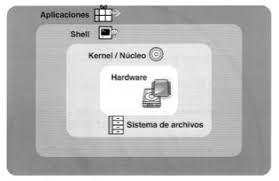 Aplicaciones
Shell
Kernel / Núcleo
Hardware
Sistema de archivos